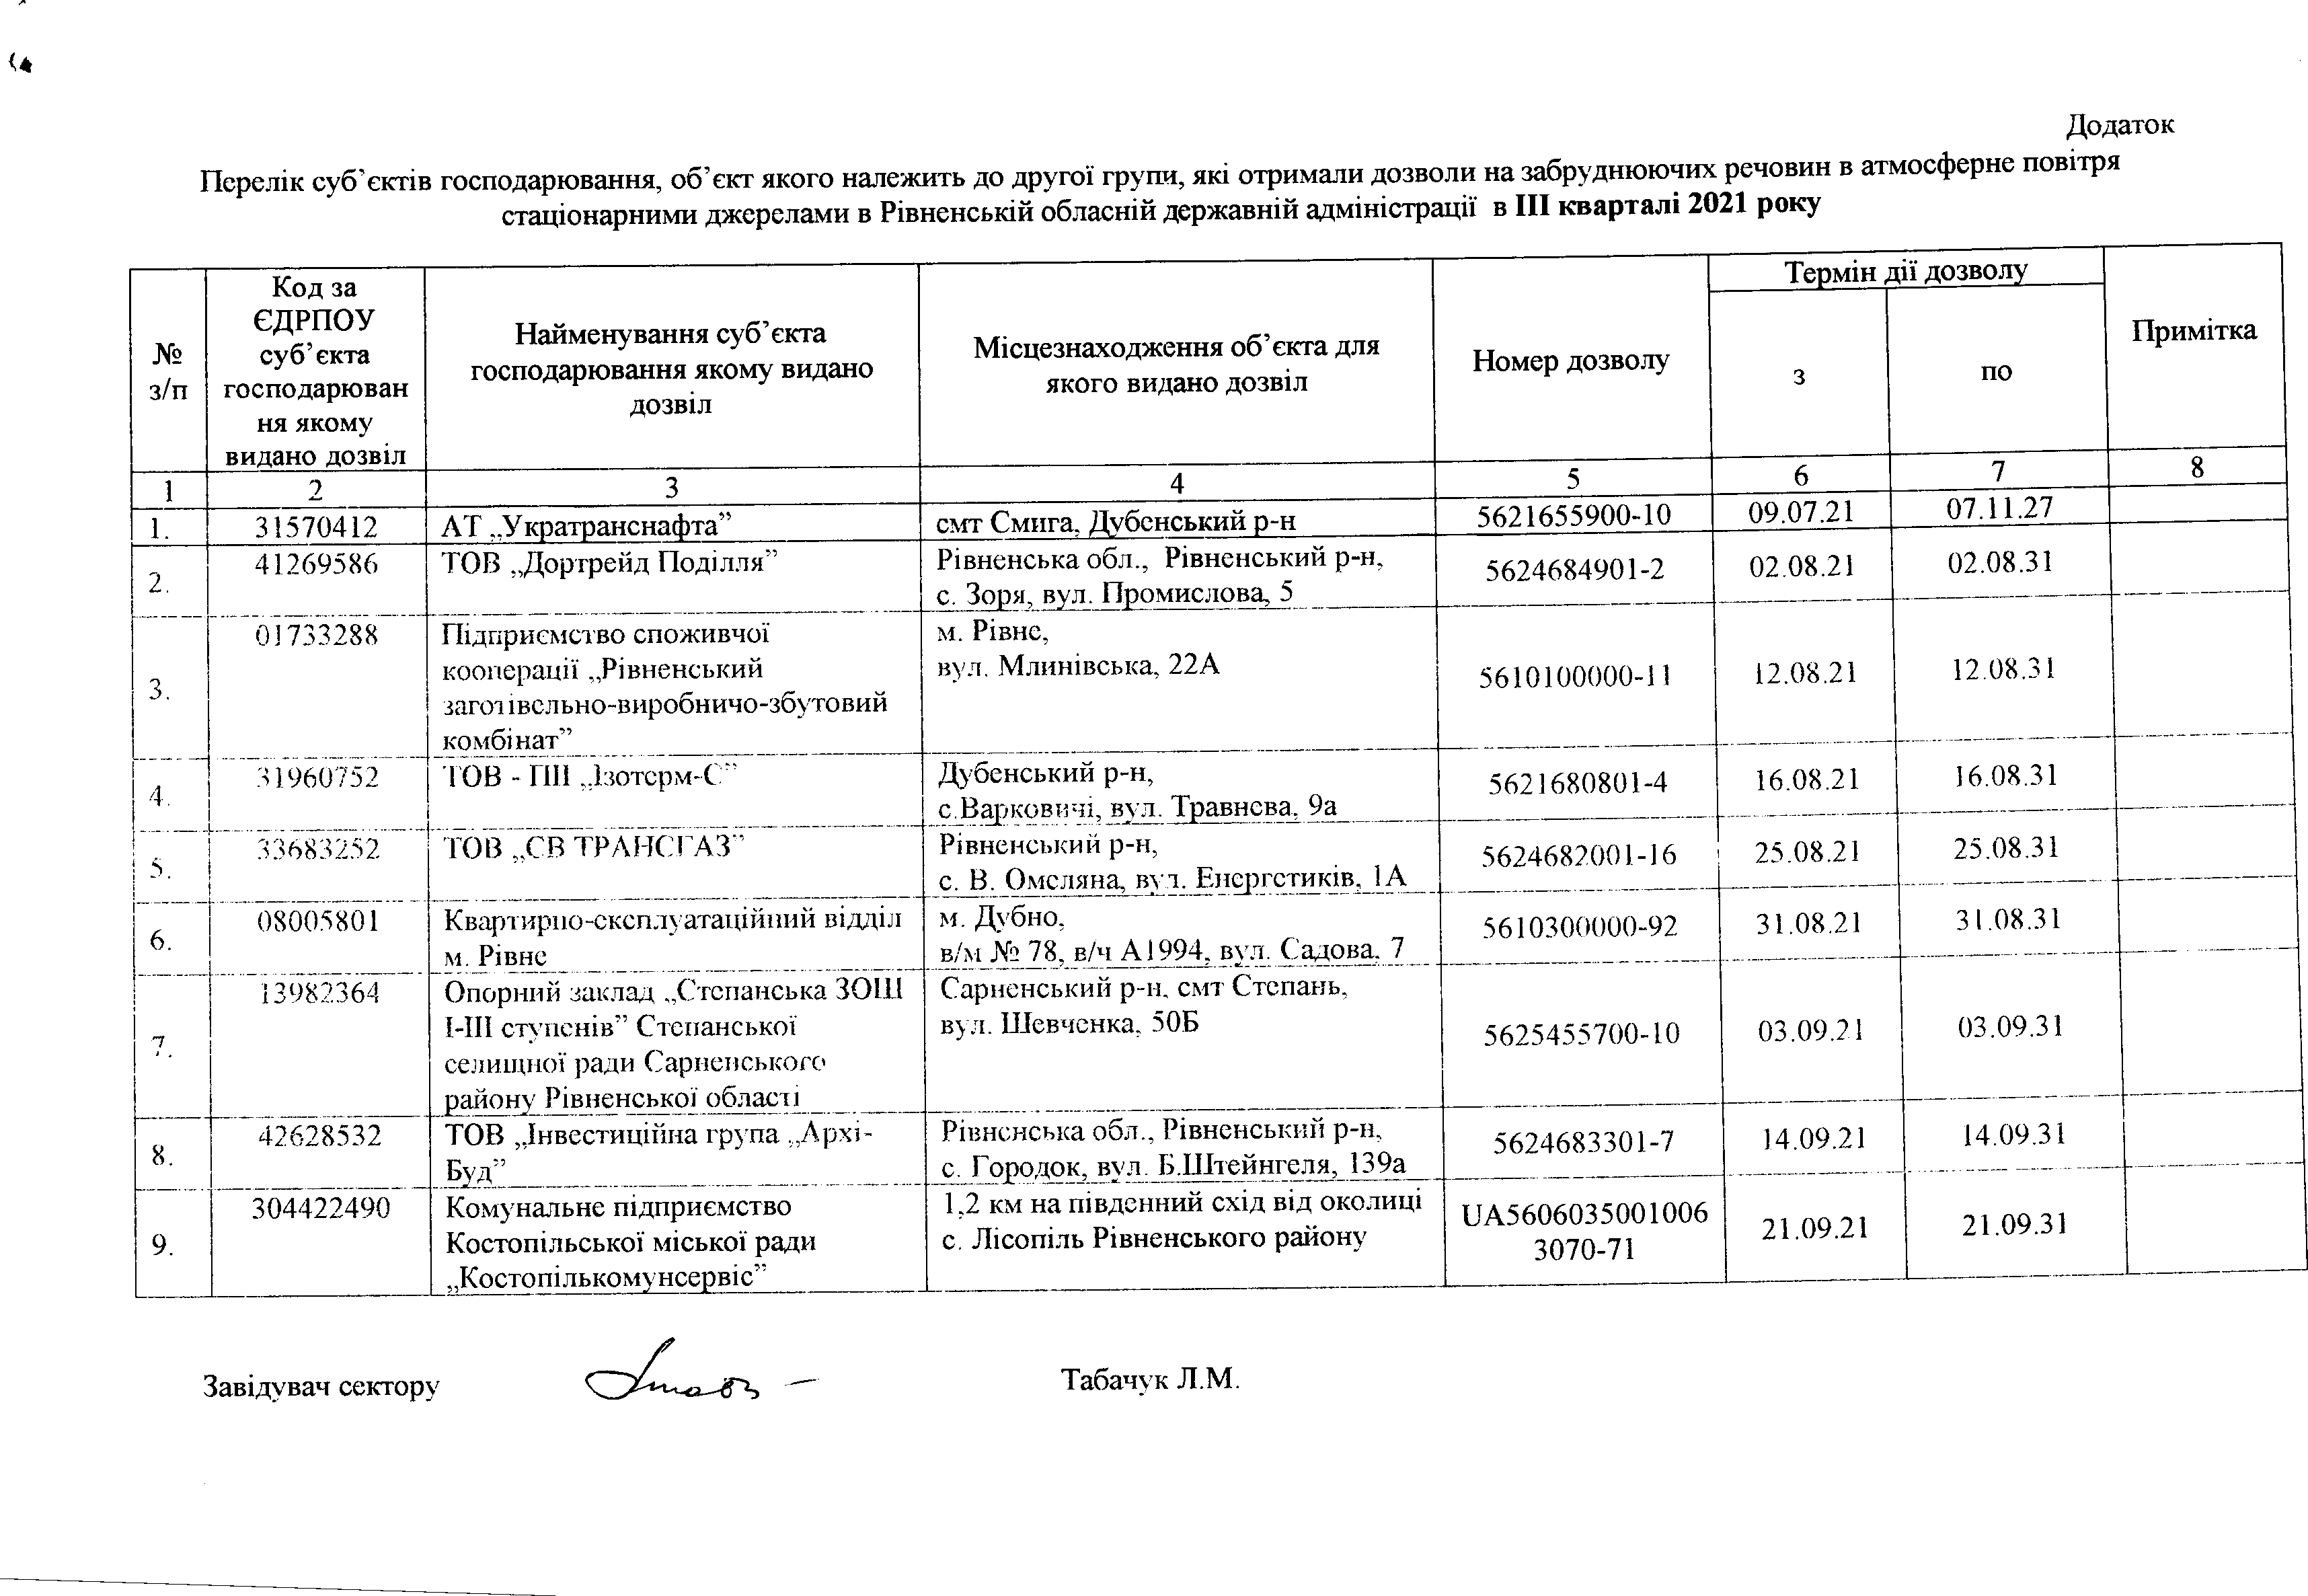 Додаток
Перелік суб’єктів господарювання, об’єкт якого належить до другої групи, які отримали дозволи на забруднюючих речовин в атмосферне повітря
стаціонарними джерелами в Рівненській обласній державній адміністрації в ІІІ кварталі 2021 року
№
з/п
Код за
ЄДРПОУ
суб’єкта
господарюван
ня якому
видано дозвіл
Найменування суб’єкта
господарювання якому видано
дозвіл
Місцезнаходження об’єкта для
якого видано дозвіл
Номер дозволу
Термін дії дозволу
з
по
Примітка
1 2 3 4 5 6 7 8
1. 31570412 АТ „Укратранснафта” смт Смига, Дубенський р-н 5621655900-10 09.07.21 07.11.27
2. 41269586 ТОВ „Дортрейд Поділля” Рівненська обл., Рівненський р-н, 5624684901-2 02.08.21 02.08.31
с. Зоря, вул. Промислова, 5
3. 01733288 Підприємство споживчої м. Рівне, 5610100000-11 12.08.21 12.08.31
кооперації „Рівненський вул. Млинівська, 22А
заготівельно-виробничо-збутовий
комбінат”
4. 31960752 ТОВ - ПІІ „Ізотерм-С” Дубенський р-н, 5621680801-4 16.08.21 16.08.31
с.Варковичі, вул. Травнева, 9а
5. 33683252 ТОВ „СВ ТРАНСГАЗ” Рівненський р-н, 5624682001-16 25.08.21 25.08.31
с. В. Омеляна, вул. Енергетиків, 1А
6. 08005801 Квартирно-експлуатаційний відділ м. Дубно, 5610300000-92 31.08.21 31.08.31
м. Рівне в/м № 78, в/ч А1994, вул. Садова, 7
7. 13982364 Опорний заклад „Степанська ЗОШ Сарненський р-н, смт Степань, 5625455700-10 03.09.21 03.09.31
І-ІІІ ступенів” Степанської вул. Шевченка, 50Б
селищної ради Сарненського
району Рівненської області
8. 42628532 ТОВ „Інвестиційна група „Архі- Рівненська обл., Рівненський р-н, 5624683301-7 14.09.21 14.09.31
Буд” с. Городок, вул. Б.Штейнгеля, 139а
9. 304422490 Комунальне підприємство 1,2 км на південний схід від околиці UA5606035001006 21.09.21 21.09.31
Костопільської міської ради с. Лісопіль Рівненського району 3070-71
„Костопількомунсервіс”
Завідувач сектору Табачук Л.М.